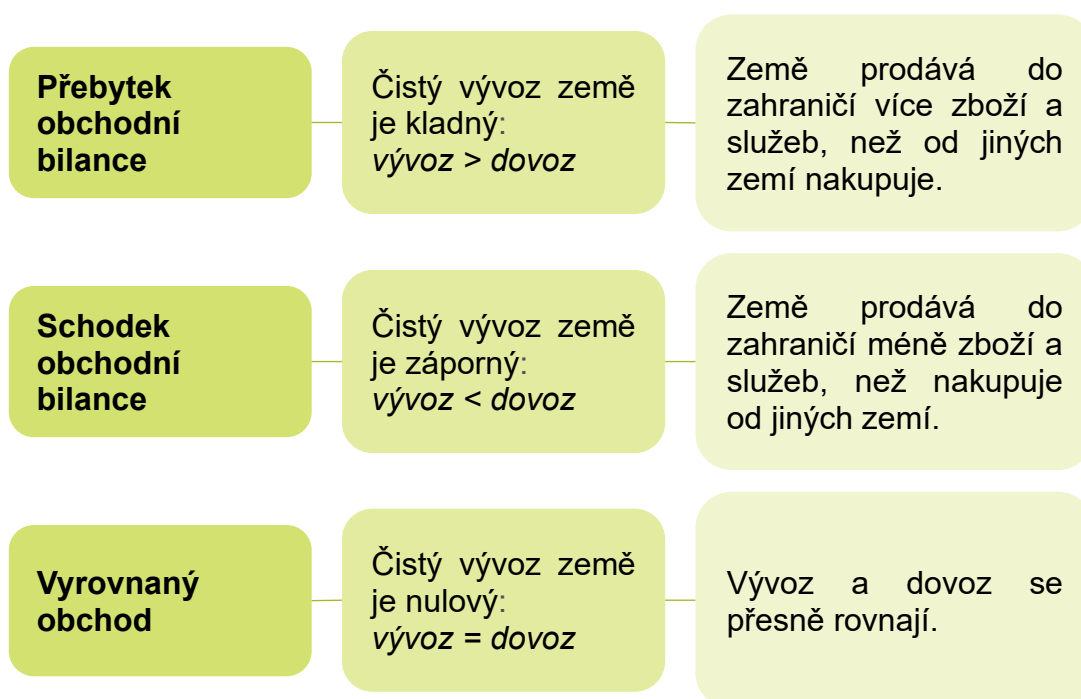 Přebytek
obchodní
bilance
Čistý vývoz země
je kladný:
vývoz > dovoz
Země prodává do
zahraničí více zboží a
služeb, než od jiných
zemí nakupuje.
Schodek
obchodní
bilance
Čistý vývoz země
je záporný:
vývoz < dovoz
Země prodává do
zahraničí méně zboží a
služeb, než nakupuje
od jiných zemí.
Vyrovnaný
obchod
Čistý vývoz země
je nulový:
vývoz = dovoz
Vývoz a dovoz se
přesně rovnají.